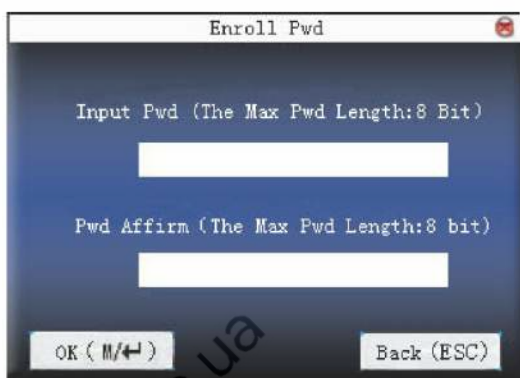 Enroll Pwd
Input Pwd (The Max Pwd Length:8 Bit)
Pwd Affirm (The Max Pwd Length:8 bit)
OK ( M/↵ )
Back (ESC)
ua